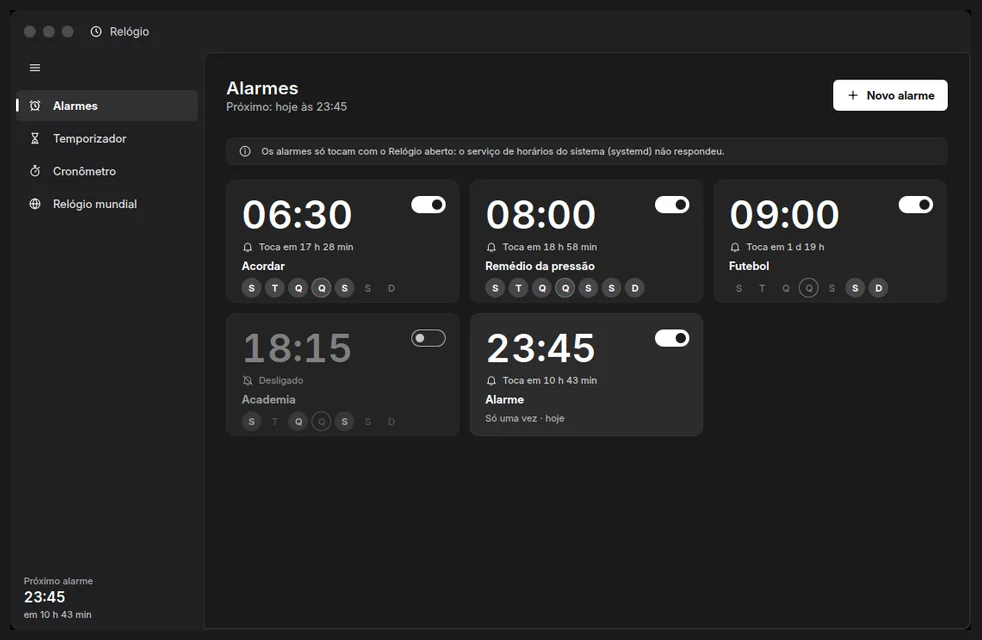 Relógio
Alarmes
Temporizador
Cronômetro
Relógio mundial
Próximo alarme
23:45
em 10 h 43 min
Alarmes
Próximo: hoje às 23:45
Novo alarme
Os alarmes só tocam com o Relógio aberto: o serviço de horários do sistema (systemd) não respondeu.
06:30
Toca em 17 h 28 min
Acordar
S T Q Q S S D
08:00
Toca em 18 h 58 min
Remédio da pressão
S T Q Q S S D
09:00
Toca em 1 d 19 h
Futebol
S T Q Q S S D
18:15
Desligado
Academia
S T Q Q S S D
23:45
Toca em 10 h 43 min
Alarme
Só uma vez · hoje